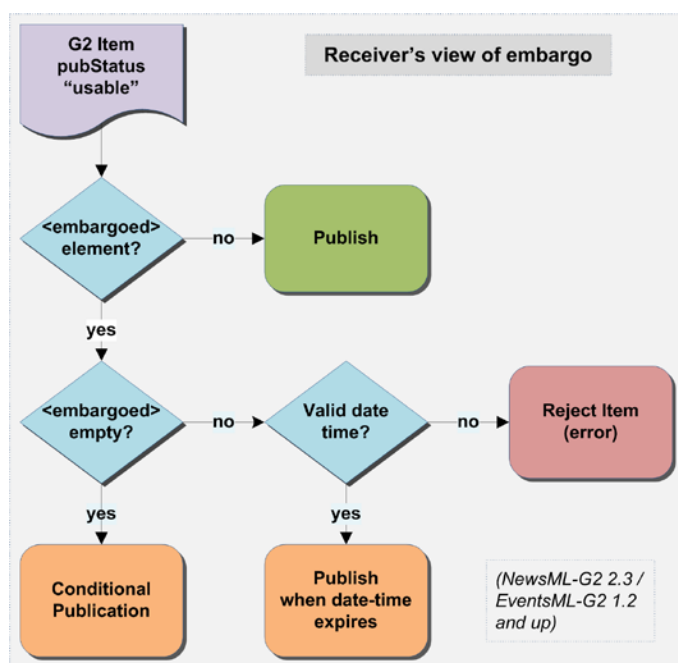 G2 Item
pubStatus
“usable”
Receiver’s view of embargo
<embargoed>
element?
no
Publish
yes
<embargoed>
empty?
no
Valid date
time?
no
Reject Item
(error)
yes
yes
Conditional
Publication
Publish
when date-time
expires
(NewsML-G2 2.3 /
EventsML-G2 1.2
and up)